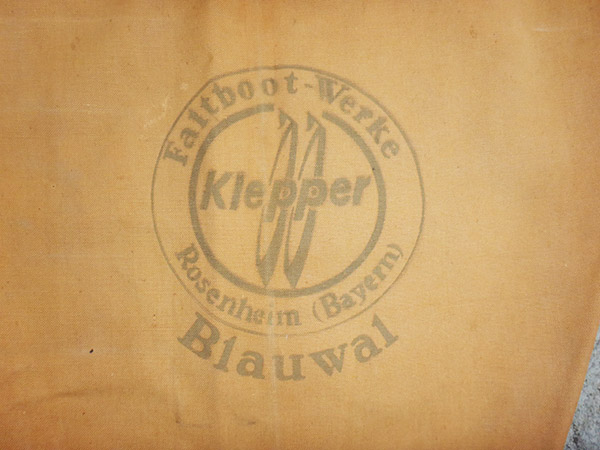 Faltboot-Werke
Klepper
Rosenheim (Bayern)
Blauwal